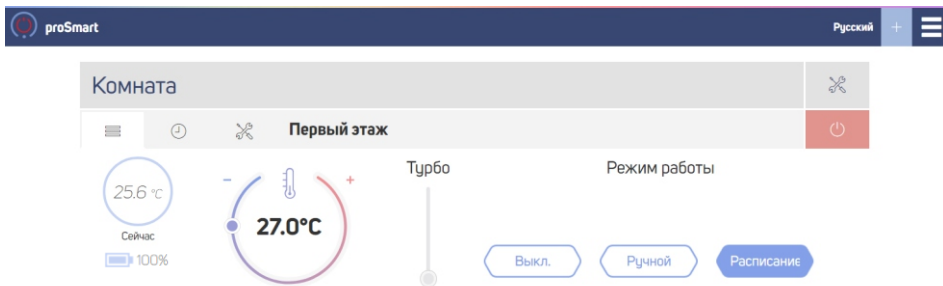 proSmart
Русский +
Комната
Первый этаж
Турбо
Режим работы
25.6 °C
- +
27.0°C
Сейчас
100%
Выкл.
Ручной
Расписание